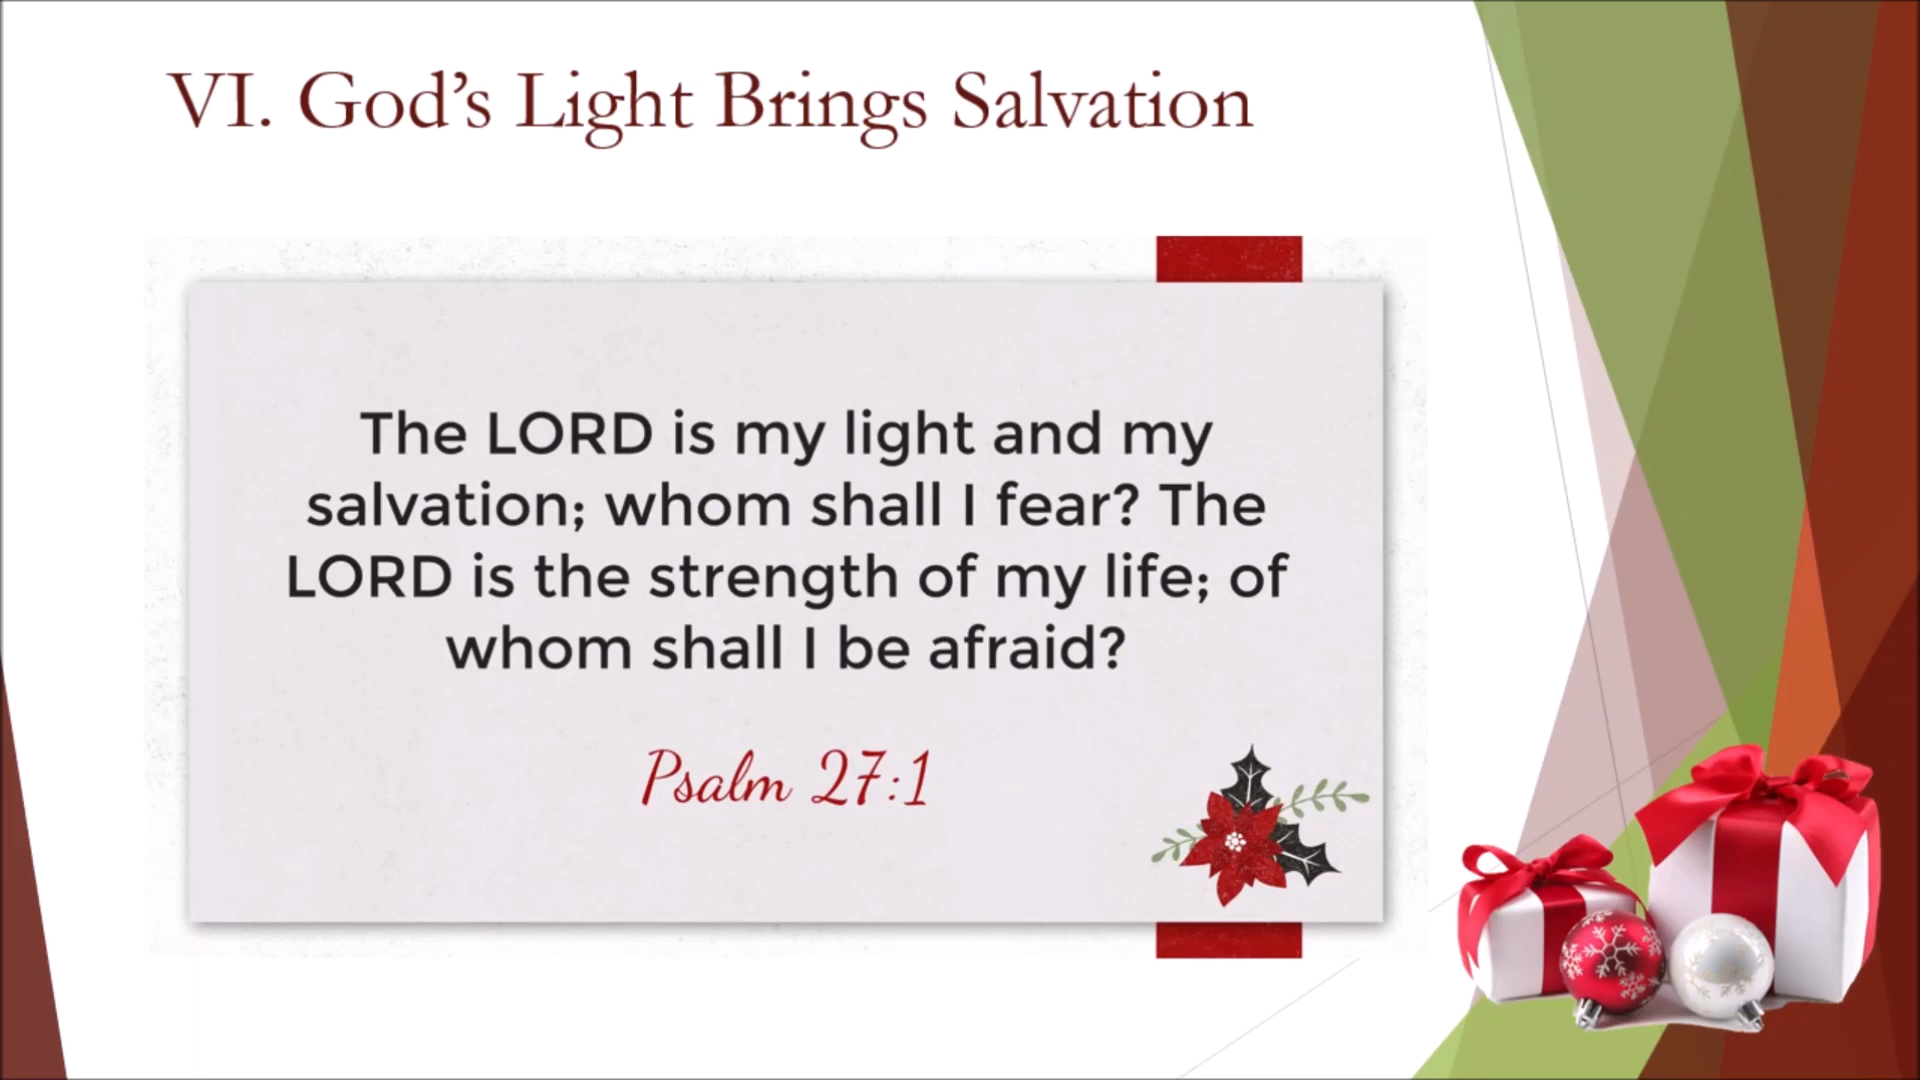 VI. God’s Light Brings Salvation
The LORD is my light and my
salvation; whom shall I fear? The
LORD is the strength of my life; of
whom shall I be afraid?
Psalm 27:1